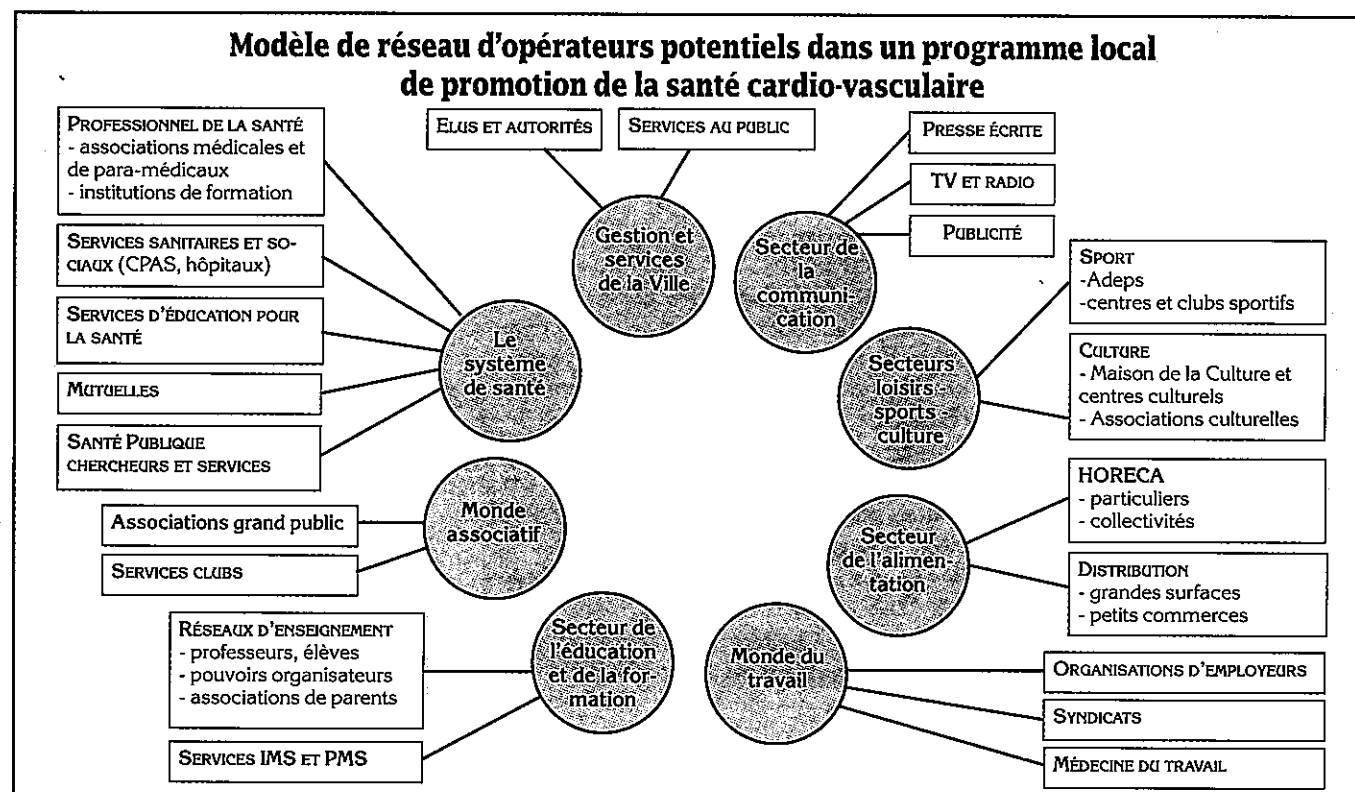 Modèle de réseau d'opérateurs potentiels dans un programme local
de promotion de la santé cardio-vasculaire
PROFESSIONNEL DE LA SANTÉ
- associations médicales et
de para-médicaux
- institutions de formation
SERVICES SANITAIRES ET SO-
CIAUX (CPAS, hôpitaux)
SERVICES D'ÉDUCATION POUR
LA SANTÉ
MUTUELLES
SANTÉ PUBLIQUE
CHERCHEURS ET SERVICES
Le
système
de santé
ELUS ET AUTORITÉS
SERVICES AU PUBLIC
Gestion et
services
de la Ville
PRESSE ÉCRITE
TV ET RADIO
PUBLICITÉ
Secteur de
la
communi-
cation
SPORT
-Adeps
-centres et clubs sportifs
CULTURE
- Maison de la Culture et
centres culturels
- Associations culturelles
Secteurs
loisirs -
sports -
culture
HORECA
- particuliers
- collectivités
DISTRIBUTION
- grandes surfaces
- petits commerces
Secteur
de l'alimen-
tation
Associations grand public
SERVICES CLUBS
Monde
associatif
RÉSEAUX D'ENSEIGNEMENT
- professeurs, élèves
- pouvoirs organisateurs
- associations de parents
SERVICES IMS ET PMS
Secteur de
l'éducation
et de la for-
mation
Monde du
travail
ORGANISATIONS D'EMPLOYEURS
SYNDICATS
MÉDECINE DU TRAVAIL